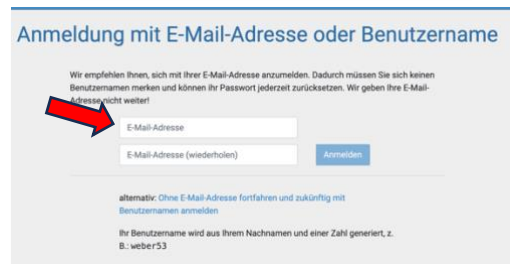 Anmeldung mit E-Mail-Adresse oder Benutzername
Wir empfehlen Ihnen, sich mit Ihrer E-Mail-Adresse anzumelden. Dadurch müssen Sie sich keinen
Benutzernamen merken und können Ihr Passwort jederzeit zurücksetzen. Wir geben Ihre E-Mail-
Adresse nicht weiter!
E-Mail-Adresse
E-Mail-Adresse (wiederholen)
Anmelden
alternativ: Ohne E-Mail-Adresse fortfahren und zukünftig mit
Benutzernamen anmelden
Ihr Benutzername wird aus Ihrem Nachnamen und einer Zahl generiert, z.
B.: weber53